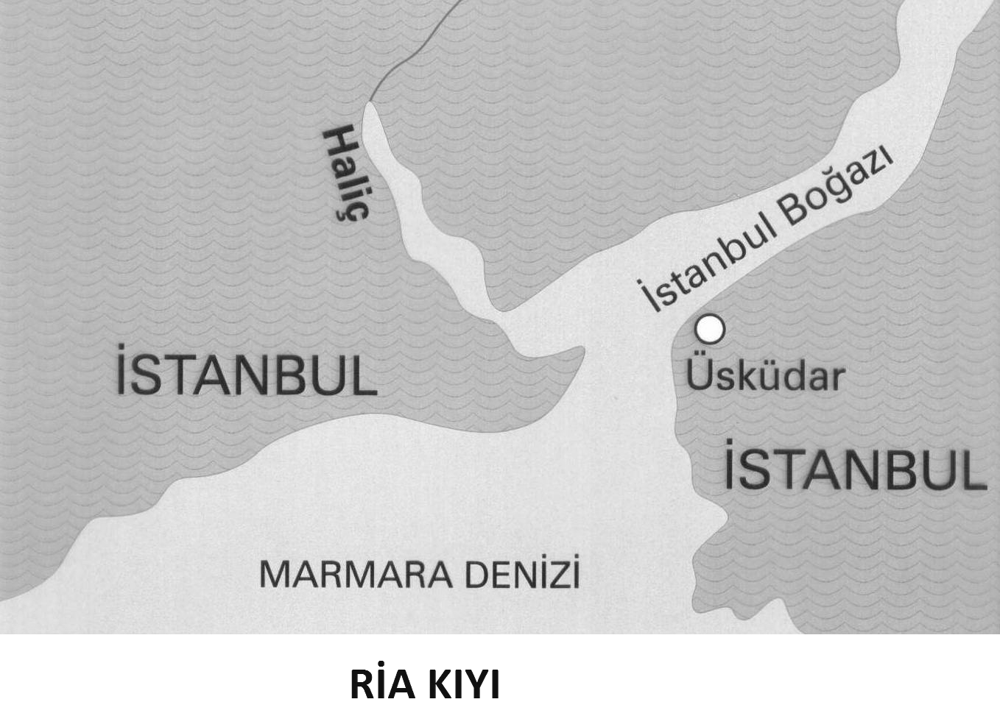 Haliç
İstanbul Boğazı
Üsküdar
İSTANBUL
İSTANBUL
MARMARA DENİZİ
RİA KIYI